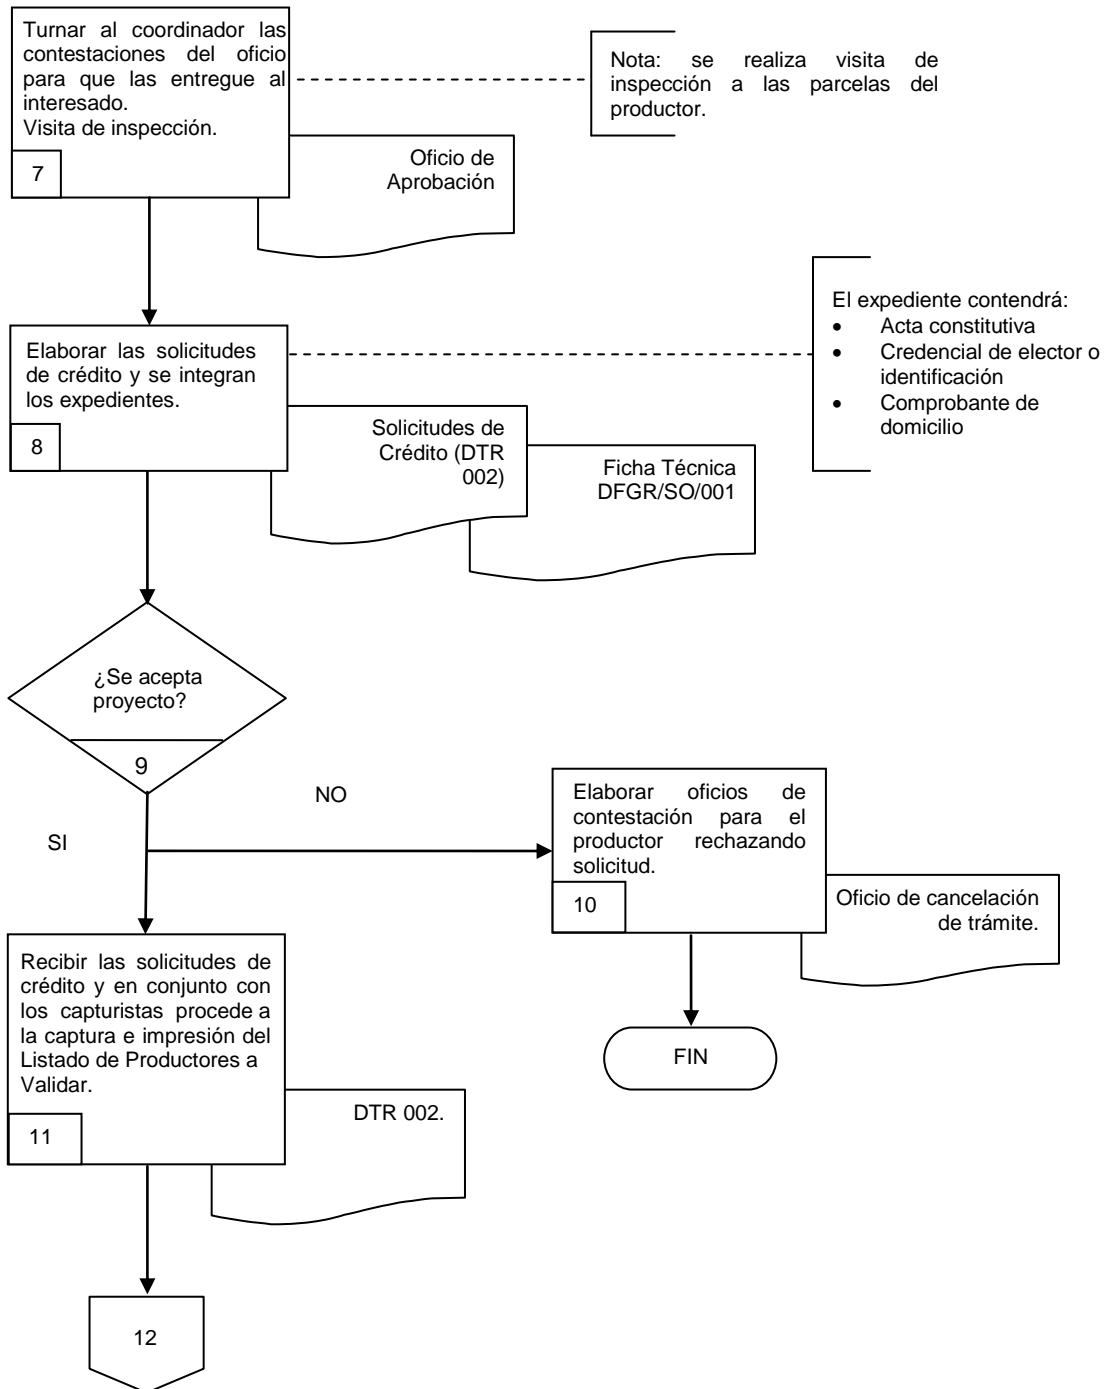 Turnar al coordinador las
contestaciones del oficio
para que las entregue al
interesado.
Visita de inspección.
7
Nota: se realiza visita de
inspección a las parcelas del
productor.
Oficio de
Aprobación
El expediente contendrá:
• Acta constitutiva
• Credencial de elector o
identificación
• Comprobante de
domicilio
Elaborar las solicitudes
de crédito y se integran
los expedientes.
8
Solicitudes de
Crédito (DTR
002)
Ficha Técnica
DFGR/SO/001
¿Se acepta
proyecto?
9
NO
SI
Elaborar oficios de
contestación para el
productor rechazando
solicitud.
10
Oficio de cancelación
de trámite.
FIN
Recibir las solicitudes de
crédito y en conjunto con
los capturistas procede a
la captura e impresión del
Listado de Productores a
Validar.
11
DTR 002.
12